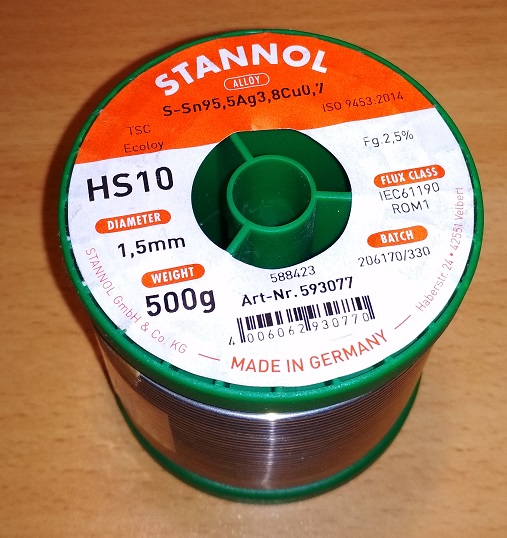 STANNOL
ALLOY
S-Sn95,5Ag3,8Cu0,7
ISO 9453:2014
TSC
Ecoloy
Fg.2,5%
HS10
FLUX CLASS
IEC61190
ROM1
DIAMETER
1,5mm
BATCH
206170/330
WEIGHT
500g
588423
Art-Nr. 593077
4 006062 930770
STANNOL GmbH & Co. KG — MADE IN GERMANY — Haberstr. 24 • 42551 Velbert